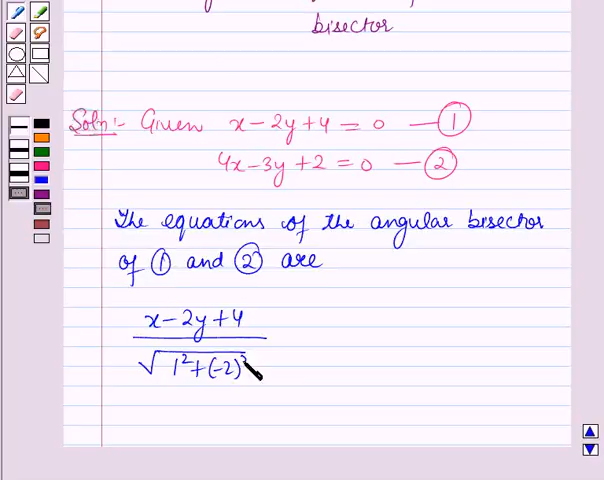 bisector
Soln:- Given x-2y+4=0 —①
4x-3y+2=0 —②
The equations of the angular bisector
of ① and ② are
x-2y+4
√1²+(-2)²